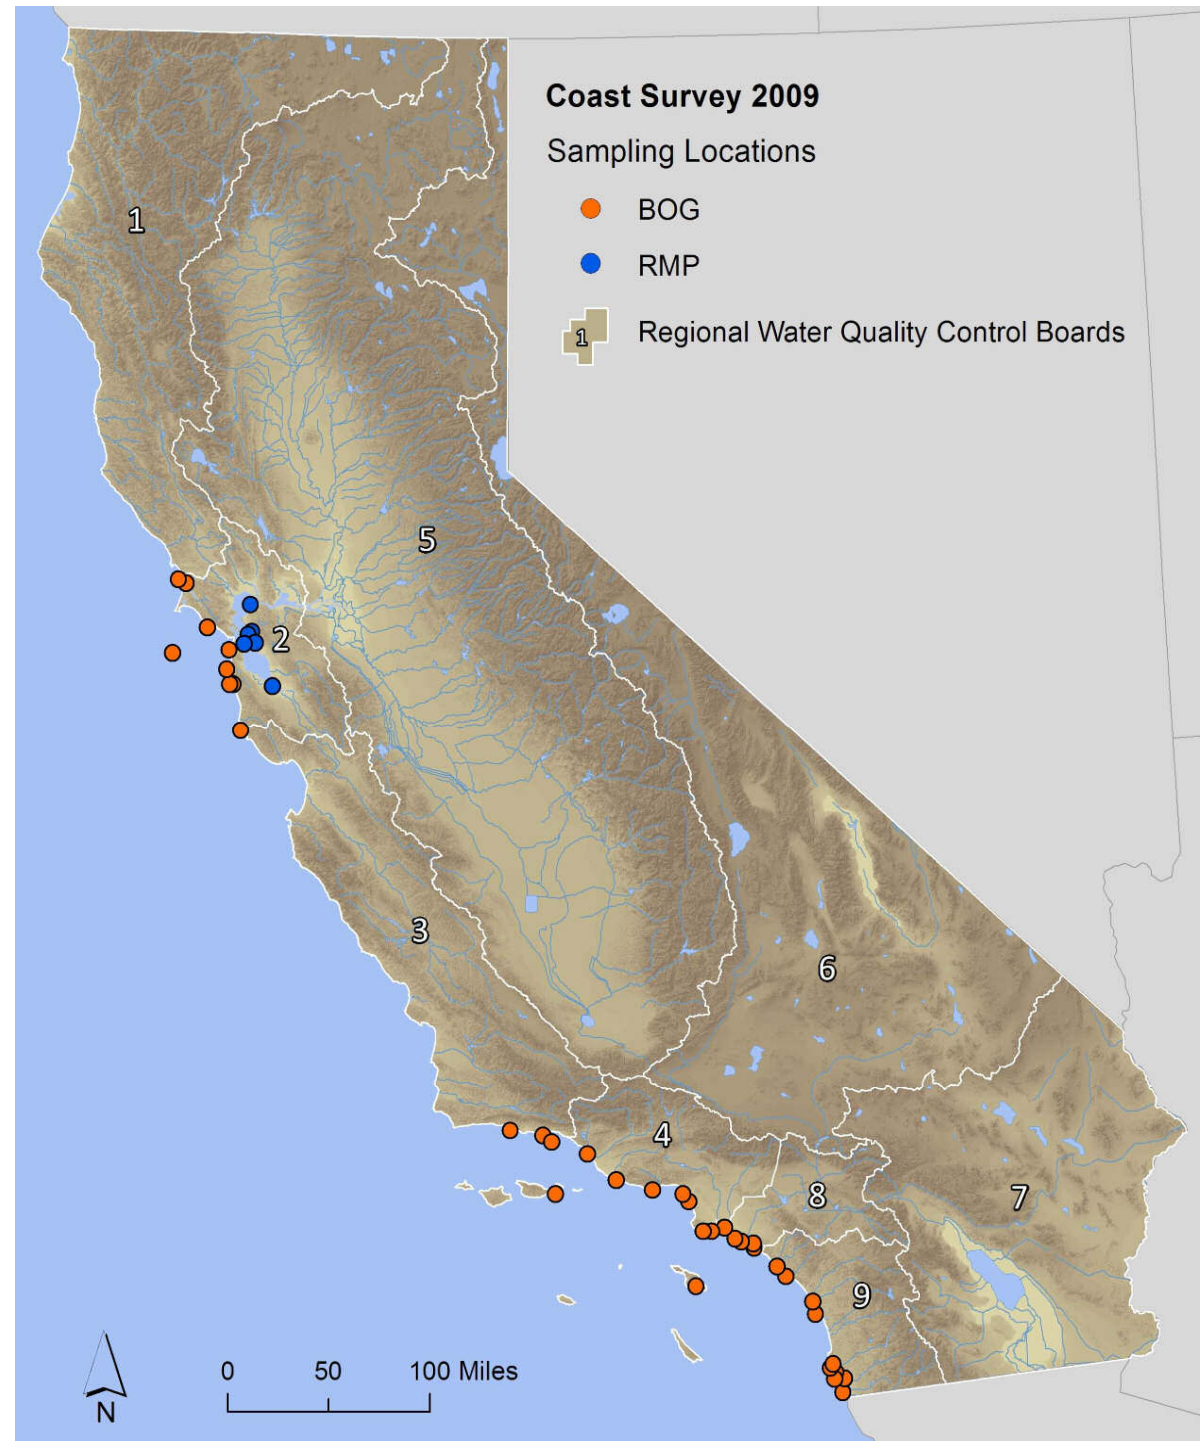 Coast Survey 2009
Sampling Locations
BOG
RMP
1 Regional Water Quality Control Boards
1
5
2
3
6
4
8
7
9
0 50 100 Miles
N